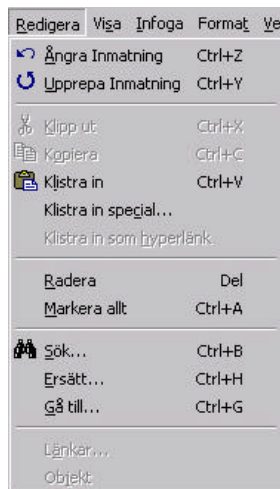 Redigera Visa Infoga Format Ve
Ångra Inmatning Ctrl+Z
Upprepa Inmatning Ctrl+Y
Klipp ut Ctrl+X
Kopiera Ctrl+C
Klistra in Ctrl+V
Klistra in special...
Klistra in som hyperlänk
Radera Del
Markera allt Ctrl+A
Sök... Ctrl+B
Ersätt... Ctrl+H
Gå till... Ctrl+G
Länkar...
Objekt